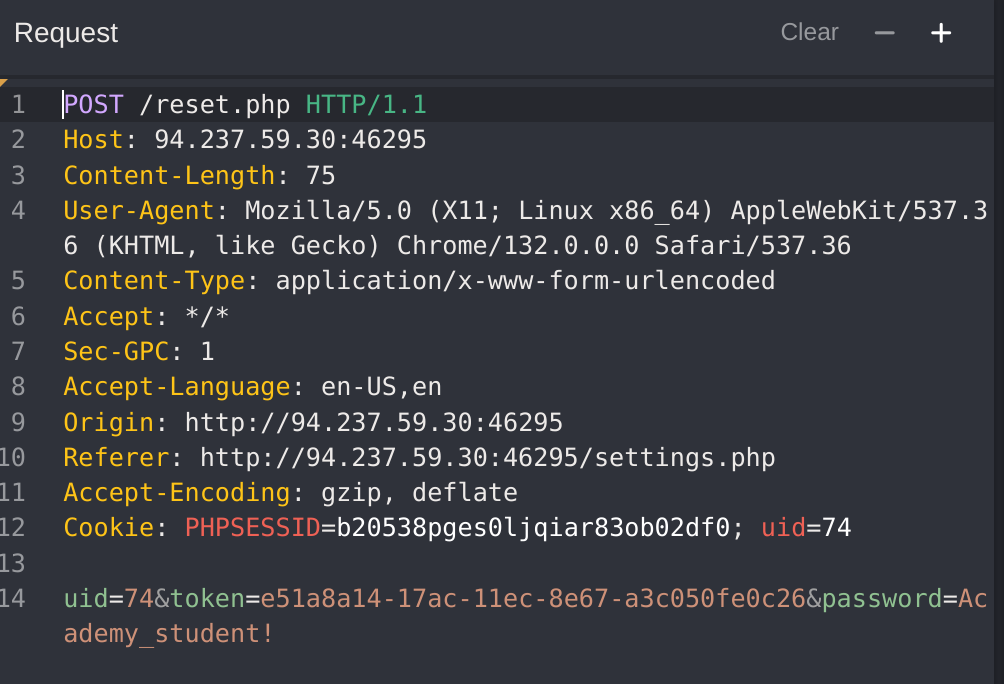 Request
Clear − +
1 POST /reset.php HTTP/1.1
2 Host: 94.237.59.30:46295
3 Content-Length: 75
4 User-Agent: Mozilla/5.0 (X11; Linux x86_64) AppleWebKit/537.3
6 (KHTML, like Gecko) Chrome/132.0.0.0 Safari/537.36
5 Content-Type: application/x-www-form-urlencoded
6 Accept: */*
7 Sec-GPC: 1
8 Accept-Language: en-US,en
9 Origin: http://94.237.59.30:46295
10 Referer: http://94.237.59.30:46295/settings.php
11 Accept-Encoding: gzip, deflate
12 Cookie: PHPSESSID=b20538pges0ljqiar83ob02df0; uid=74
13
14 uid=74&token=e51a8a14-17ac-11ec-8e67-a3c050fe0c26&password=Ac
ademy_student!